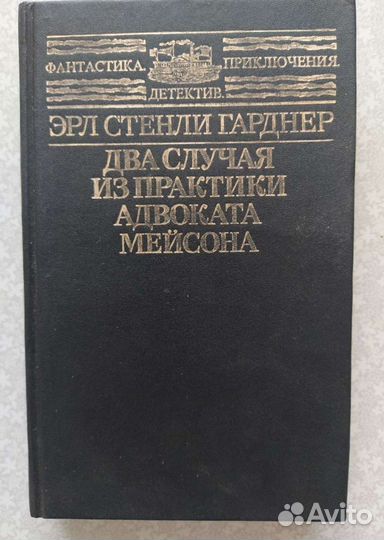 ФАНТАСТИКА. ПРИКЛЮЧЕНИЯ.
ДЕТЕКТИВ.
ЭРЛ СТЕНЛИ ГАРДНЕР
ДВА СЛУЧАЯ
ИЗ ПРАКТИКИ
АДВОКАТА
МЕЙСОНА
Avito